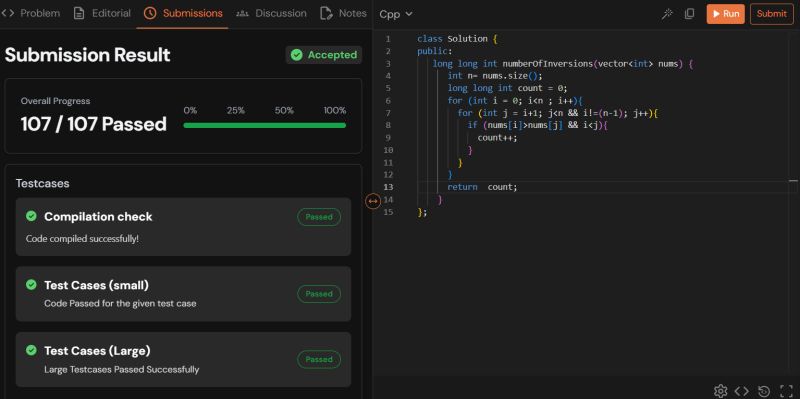 Problem Editorial Submissions Discussion Notes
Submission Result
Accepted
Overall Progress
107 / 107 Passed
0% 25% 50% 100%
Testcases
Compilation check
Passed
Code compiled successfully!
Test Cases (small)
Passed
Code Passed for the given test case
Test Cases (Large)
Passed
Large Testcases Passed Successfully
Cpp
Run
Submit
1 class Solution {
2 public:
3 long long int numberOfInversions(vector<int> nums) {
4 int n= nums.size();
5 long long int count = 0;
6 for (int i = 0; i<n ; i++){
7 for (int j = i+1; j<n && i!=(n-1); j++){
8 if (nums[i]>nums[j] && i<j){
9 count++;
10 }
11 }
12 }
13 return  count;
14 }
15 };